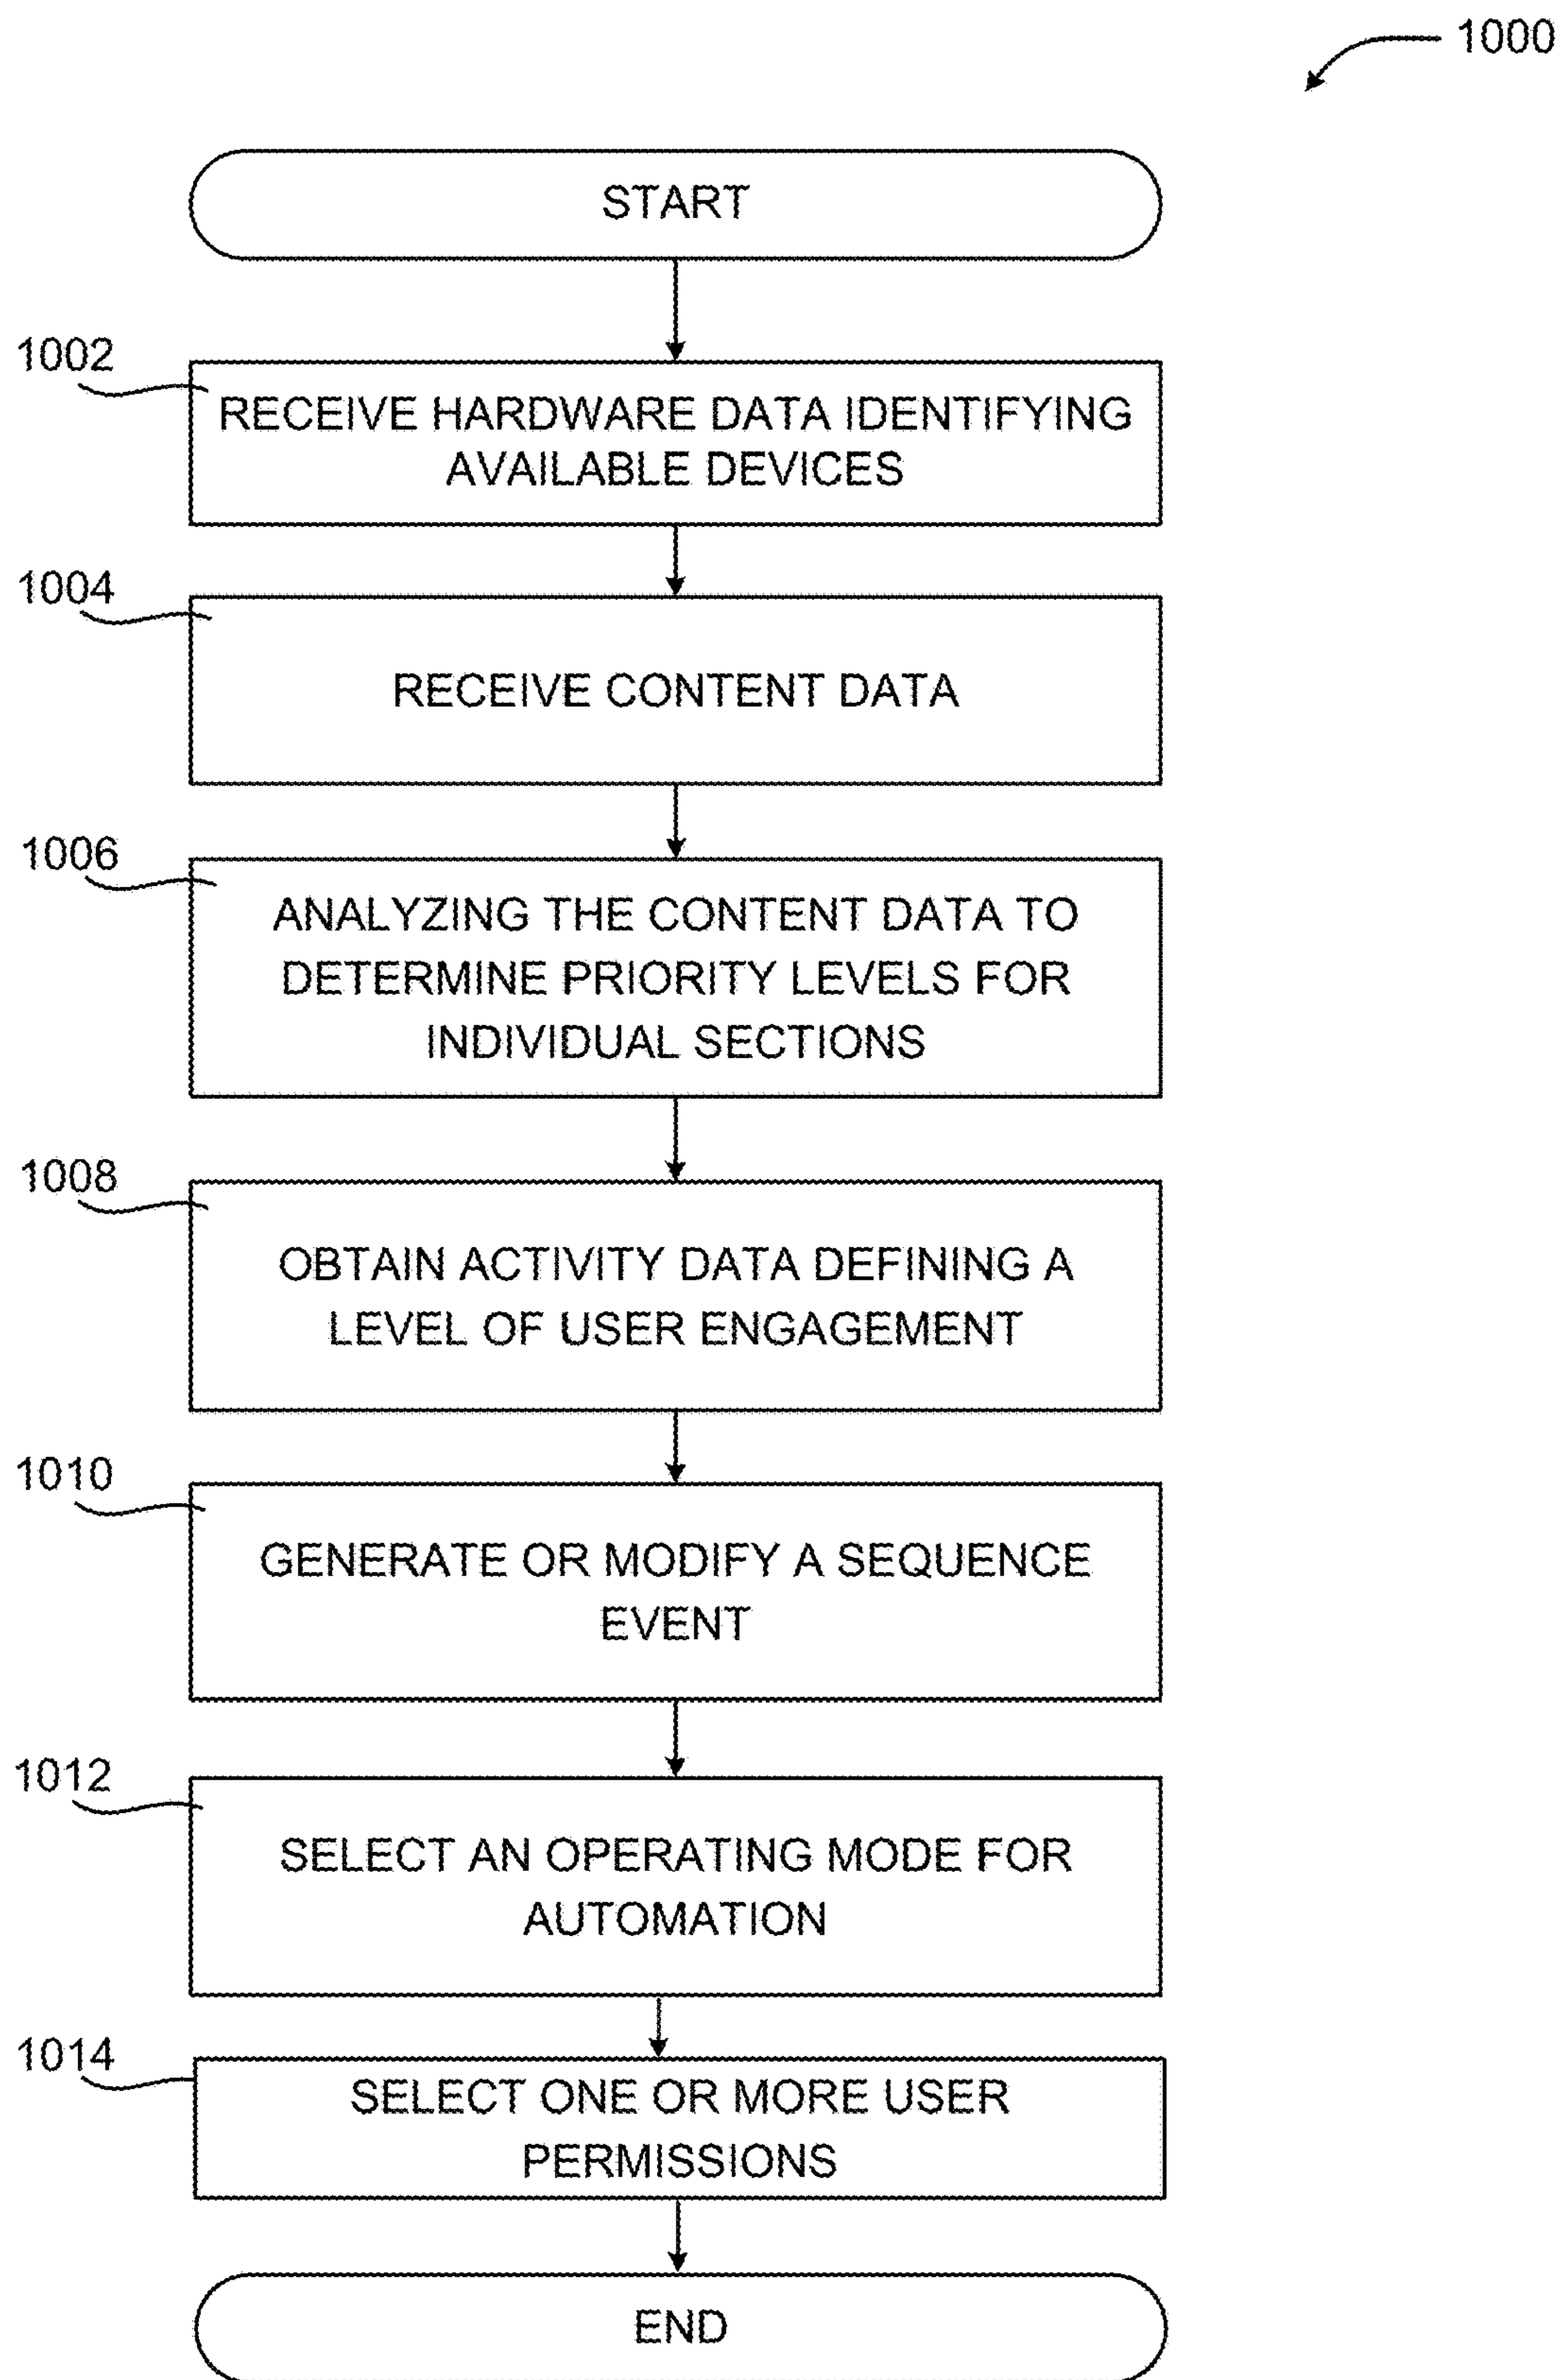 1000
START
1002
RECEIVE HARDWARE DATA IDENTIFYING
AVAILABLE DEVICES
1004
RECEIVE CONTENT DATA
1006
ANALYZING THE CONTENT DATA TO
DETERMINE PRIORITY LEVELS FOR
INDIVIDUAL SECTIONS
1008
OBTAIN ACTIVITY DATA DEFINING A
LEVEL OF USER ENGAGEMENT
1010
GENERATE OR MODIFY A SEQUENCE
EVENT
1012
SELECT AN OPERATING MODE FOR
AUTOMATION
1014
SELECT ONE OR MORE USER
PERMISSIONS
END